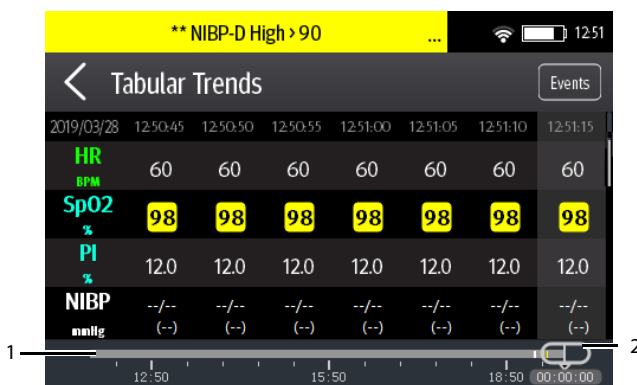 ** NIBP-D High > 90 ... 12:51
Tabular Trends Events
2019/03/28 12:50:45 12:50:50 12:50:55 12:51:00 12:51:05 12:51:10 12:51:15
HR 60 60 60 60 60 60 60
BPM
SpO2 98 98 98 98 98 98 98
%
PI 12.0 12.0 12.0 12.0 12.0 12.0 12.0
%
NIBP --/-- --/-- --/-- --/-- --/-- --/-- --/--
mmHg (--) (--) (--) (--) (--) (--) (--)
1 2
12:50 15:50 18:50 00:00:00